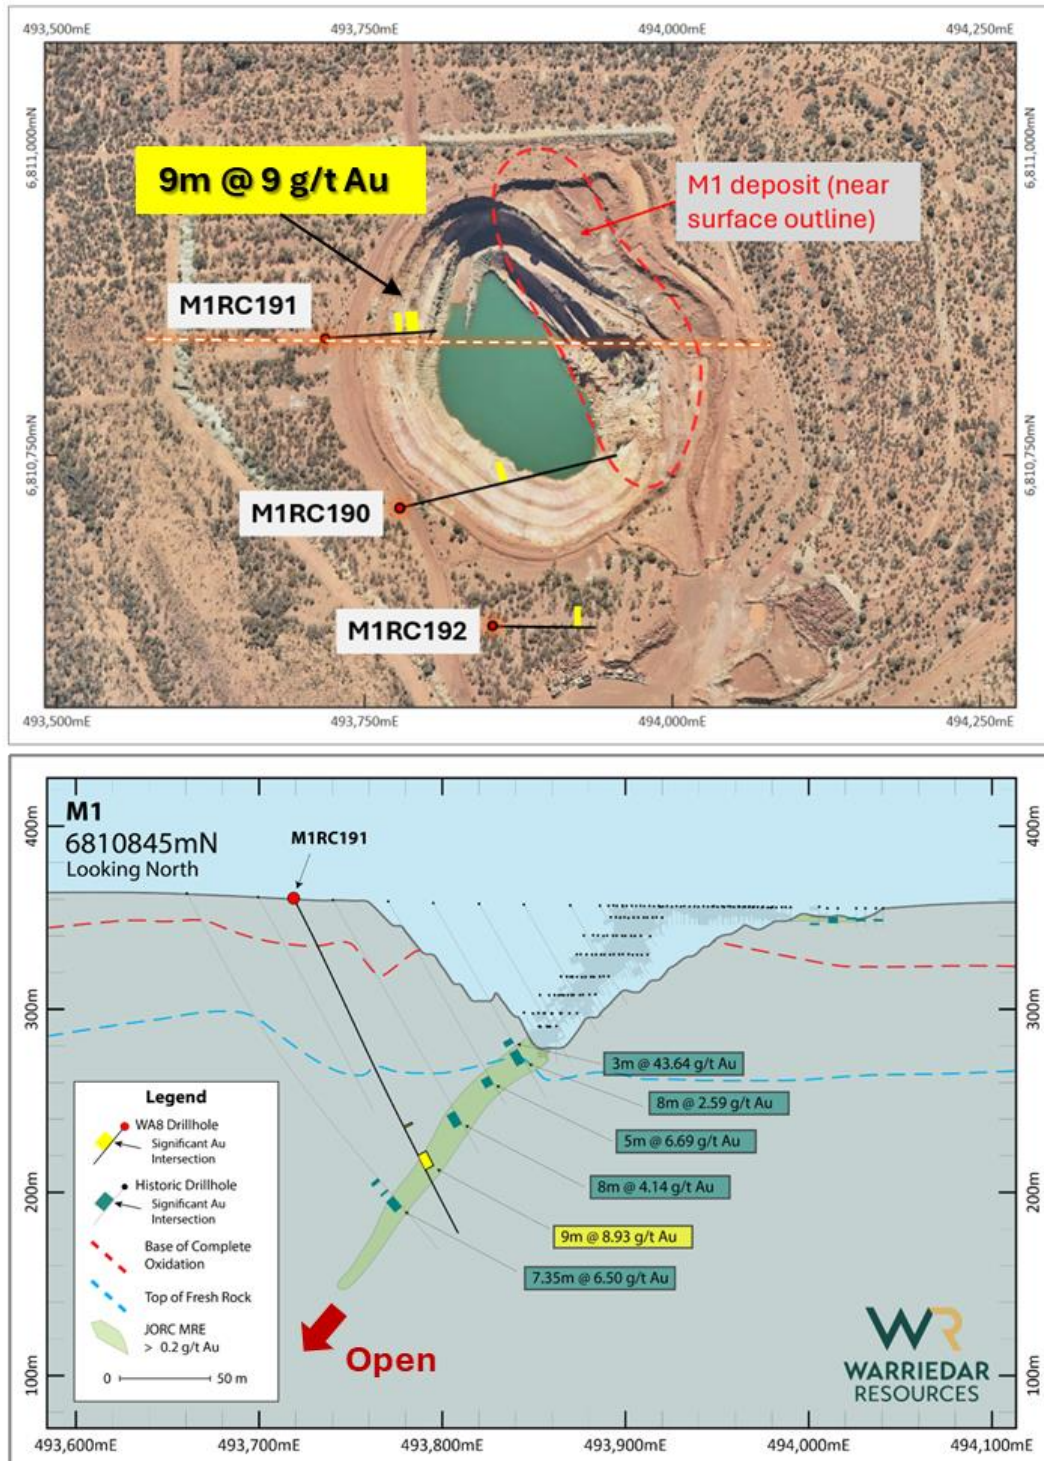 493,500mE 493,750mE 494,000mE 494,250mE
6,811,000mN
6,811,000mN
9m @ 9 g/t Au
M1 deposit (near
surface outline)
M1RC191
6,810,750mN
6,810,750mN
M1RC190
M1RC192
493,500mE 493,750mE 494,000mE 494,250mE
M1
6810845mN
Looking North
M1RC191
400m
400m
300m
300m
3m @ 43.64 g/t Au
8m @ 2.59 g/t Au
5m @ 6.69 g/t Au
8m @ 4.14 g/t Au
9m @ 8.93 g/t Au
7.35m @ 6.50 g/t Au
200m
200m
Legend
WA8 Drillhole
Significant Au
Intersection
Historic Drillhole
Significant Au
Intersection
Base of Complete
Oxidation
Top of Fresh Rock
JORC MRE
> 0.2 g/t Au
0 50 m
Open
WR
WARRIEDAR
RESOURCES
100m
100m
493,600mE 493,700mE 493,800mE 493,900mE 494,000mE 494,100mE